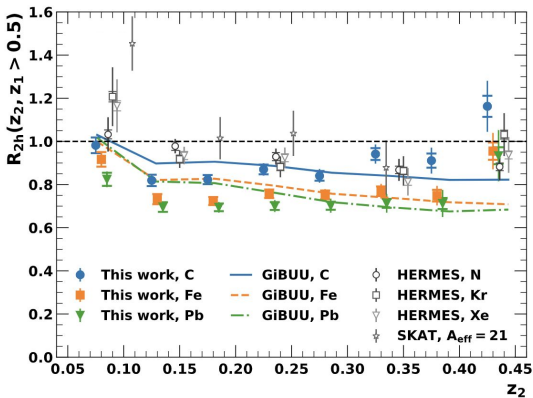 R₂ₕ(z₂, z₁ > 0.5)
1.6
1.4
1.2
1.0
0.8
0.6
0.4
0.2
0.0
This work, C
This work, Fe
This work, Pb
GiBUU, C
GiBUU, Fe
GiBUU, Pb
HERMES, N
HERMES, Kr
HERMES, Xe
SKAT, A_eff = 21
0.05 0.10 0.15 0.20 0.25 0.30 0.35 0.40 0.45
z₂